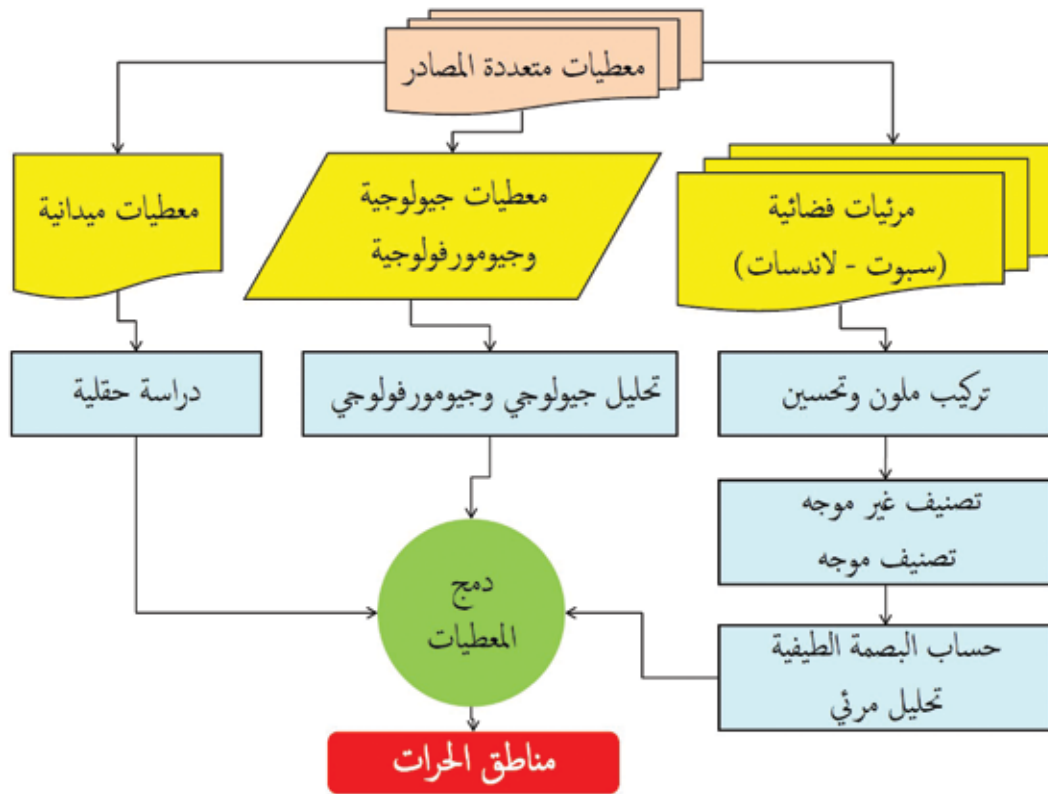 معطيات متعددة المصادر
مرئيات فضائية
(سبوت - لاندسات)
معطيات جيولوجية
وجيومورفولوجية
معطيات ميدانية
تركيب ملون وتحسين
تحليل جيولوجي وجيومورفولوجي
دراسة حقلية
تصنيف غير موجه
تصنيف موجه
حساب البصمة الطيفية
تحليل مرئي
دمج
المعطيات
مناطق الحرات